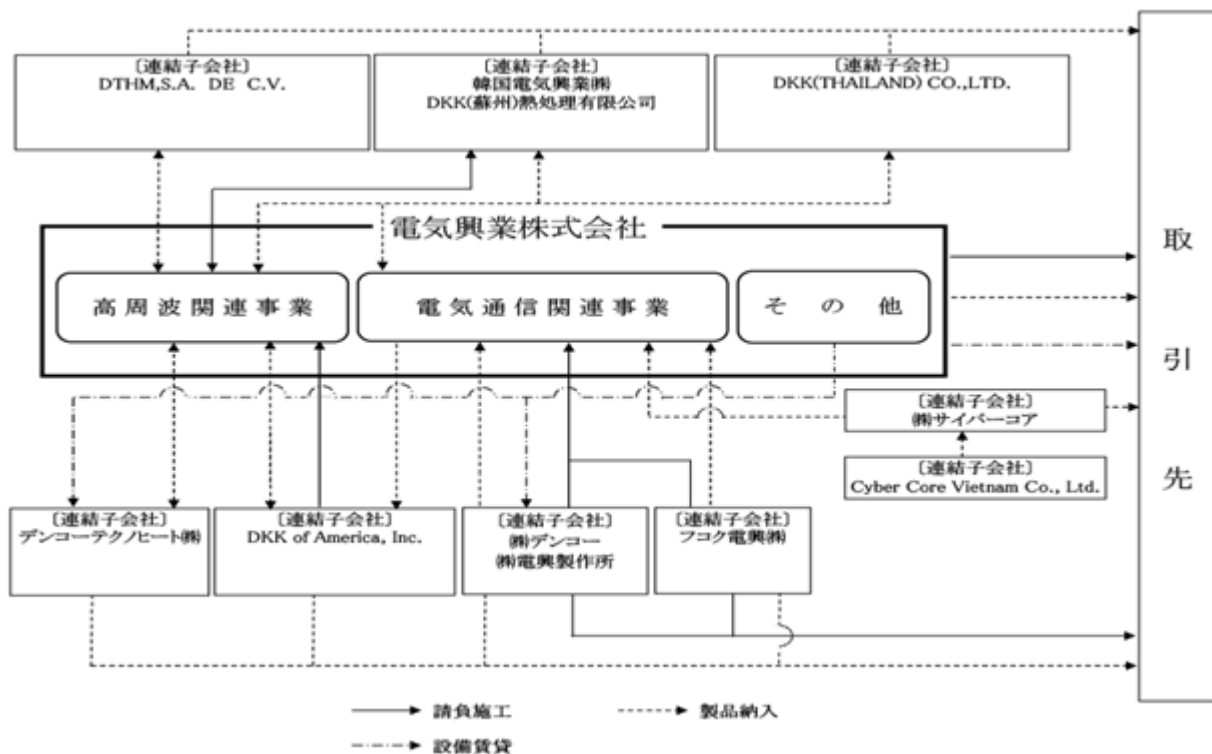 〔連結子会社〕
DTHM,S.A. DE C.V.
〔連結子会社〕
韓国電気興業㈱
DKK(蘇州)熱処理有限公司
〔連結子会社〕
DKK(THAILAND) CO.,LTD.
電気興業株式会社
高周波関連事業
電気通信関連事業
その他
取引先
〔連結子会社〕
㈱サイバーコア
〔連結子会社〕
Cyber Core Vietnam Co., Ltd.
〔連結子会社〕
デンコーテクノヒート㈱
〔連結子会社〕
DKK of America, Inc.
〔連結子会社〕
㈱デンコー
㈱電興製作所
〔連結子会社〕
フコク電興㈱
請負施工
製品納入
設備賃貸